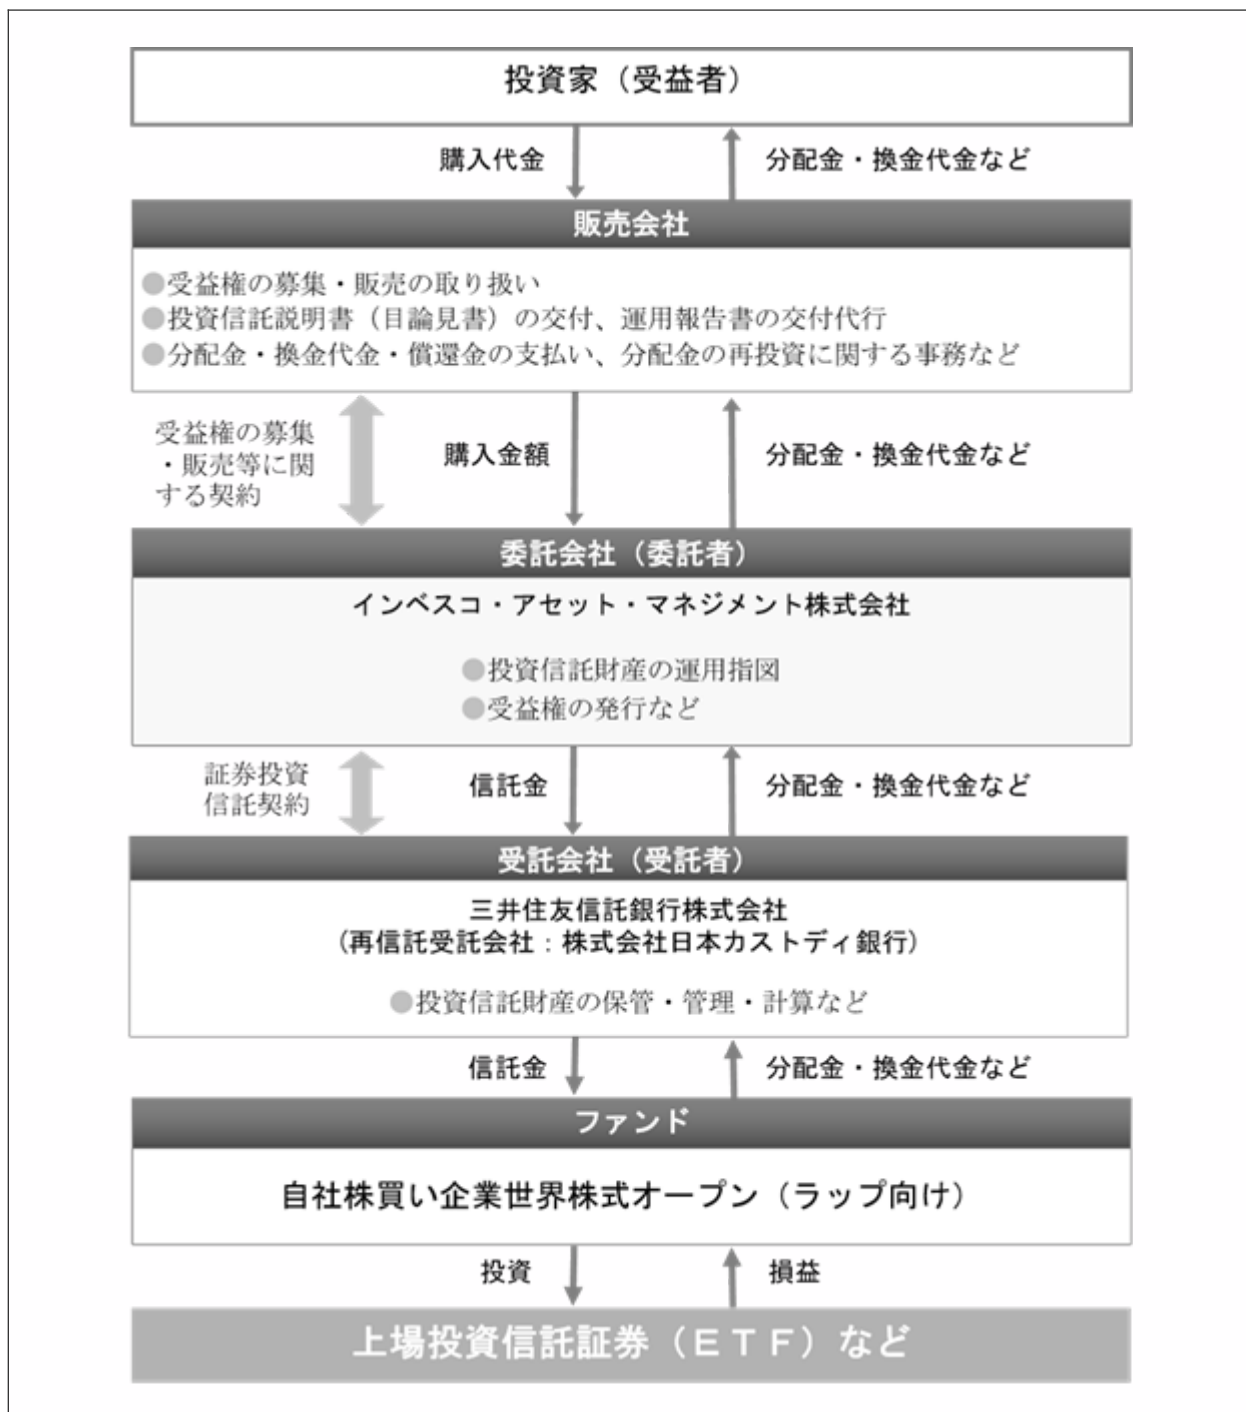 投資家（受益者）
購入代金
分配金・換金代金など
販売会社
●受益権の募集・販売の取り扱い
●投資信託説明書（目論見書）の交付、運用報告書の交付代行
●分配金・換金代金・償還金の支払い、分配金の再投資に関する事務など
受益権の募集
・販売等に関
する契約
購入金額
分配金・換金代金など
委託会社（委託者）
インベスコ・アセット・マネジメント株式会社
●投資信託財産の運用指図
●受益権の発行など
証券投資
信託契約
信託金
分配金・換金代金など
受託会社（受託者）
三井住友信託銀行株式会社
（再信託受託会社：株式会社日本カストディ銀行）
●投資信託財産の保管・管理・計算など
信託金
分配金・換金代金など
ファンド
自社株買い企業世界株式オープン（ラップ向け）
投資
損益
上場投資信託証券（ＥＴＦ）など